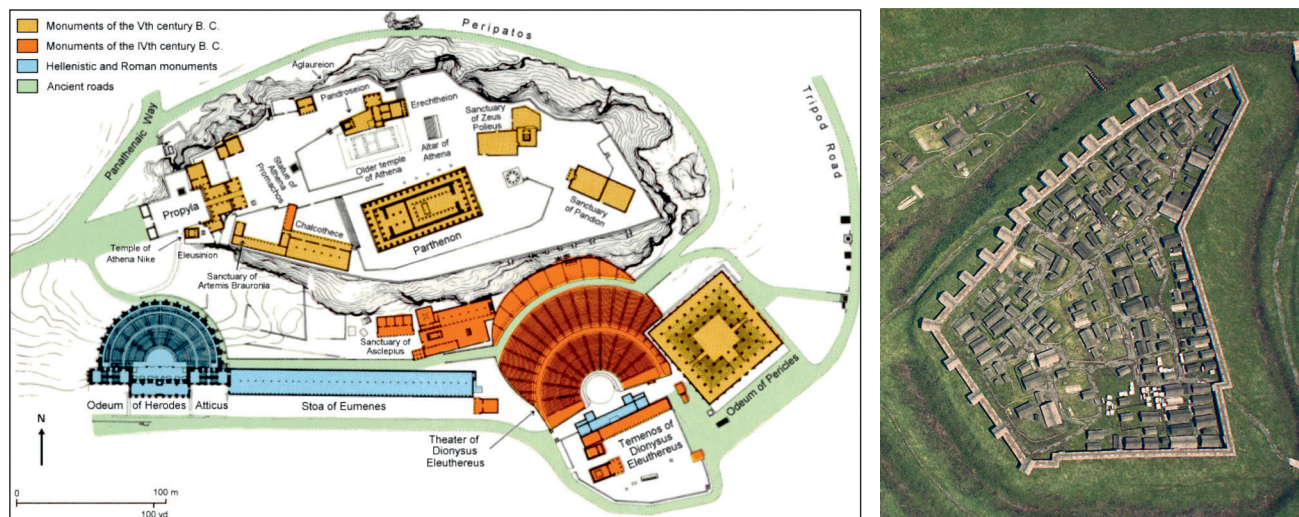 Monuments of the Vth century B. C.
Monuments of the IVth century B. C.
Hellenistic and Roman monuments
Ancient roads
Peripatos
Tripod Road
Panathenaic Way
Aglaureion
Pandroseion
Erechtheion
Sanctuary
of Zeus
Polieus
Altar of
Athena
Older temple
of Athena
Statue of
Athena
Promachos
Propyla
Chalcothece
Parthenon
Sanctuary
of Pandion
Temple of
Athena Nike
Eleusinion
Sanctuary of
Artemis Brauronia
Sanctuary of
Asclepius
Odeum of Pericles
Odeum of Herodes Atticus
Stoa of Eumenes
Theater of
Dionysus
Eleuthereus
Temenos of
Dionysus
Eleuthereus
N
0 100 m
100 yd